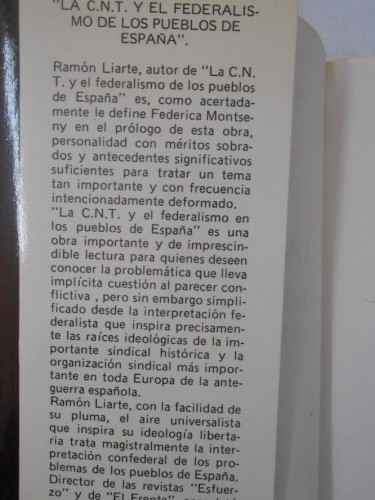 "LA C.N.T. Y EL FEDERALIS-
MO DE LOS PUEBLOS DE
ESPAÑA".
Ramón Liarte, autor de "La C.N.
T. y el federalismo de los pueblos
de España" es, como acertada-
mente le define Federica Montse-
ny en el prólogo de esta obra,
personalidad con méritos sobra-
dos y antecedentes significativos
suficientes para tratar un tema
tan importante y con frecuencia
intencionadamente deformado.
"La C.N.T. y el federalismo en
los pueblos de España" es una
obra importante y de imprescin-
dible lectura para quienes deseen
conocer la problemática que lleva
implícita cuestión al parecer con-
flictiva , pero sin embargo simpli-
ficado desde la interpretación fe-
deralista que inspira precisamen-
te las raíces ideológicas de la im-
portante sindical histórica y la
organización sindical más impor-
tante en toda Europa de la ante-
guerra española.
Ramón Liarte, con la facilidad de
su pluma, el aire universalista
que inspira su ideología liberta-
ria trata magistralmente la inter-
pretación confederal de los pro-
blemas de los pueblos de España.
Director de las revistas "Esfuer-
zo" y de "El Frente"